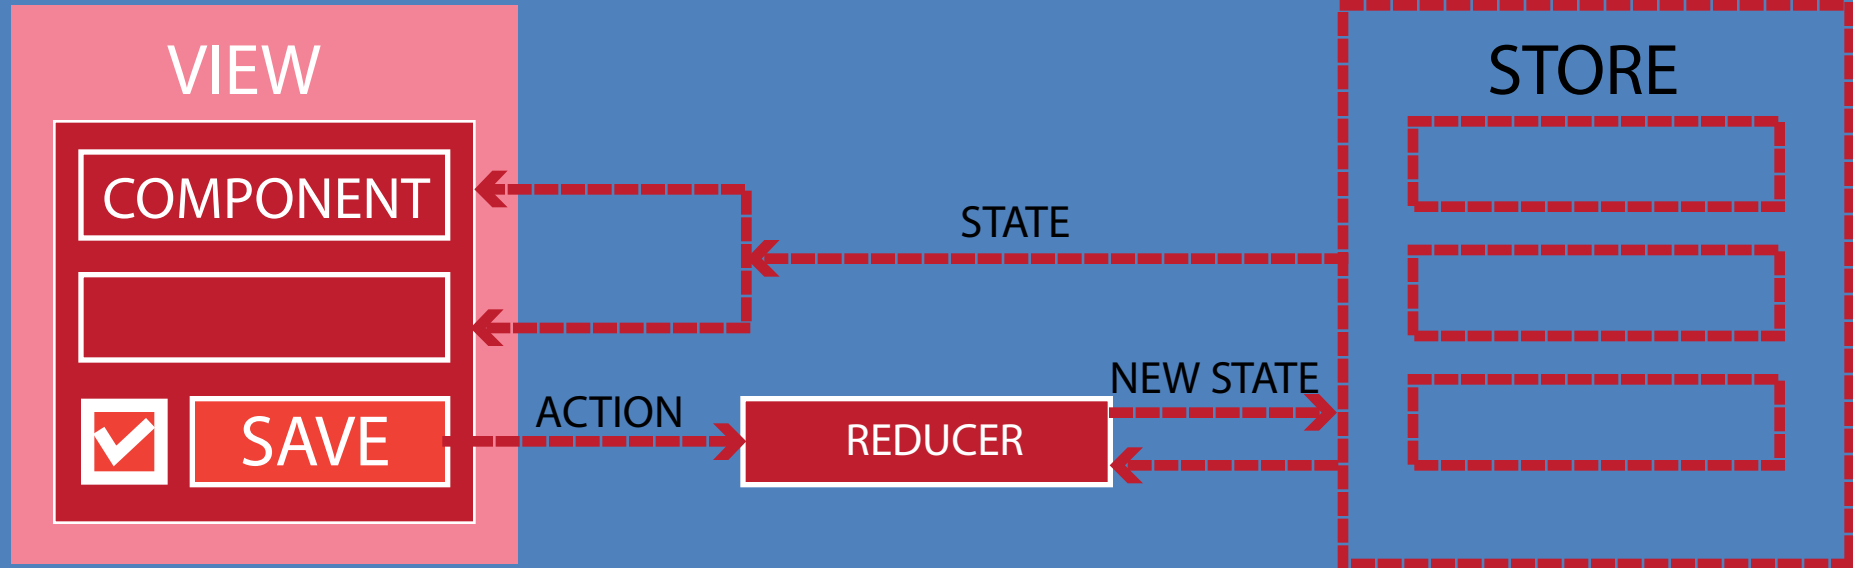 VIEW
COMPONENT
SAVE
ACTION
REDUCER
STATE
NEW STATE
STORE